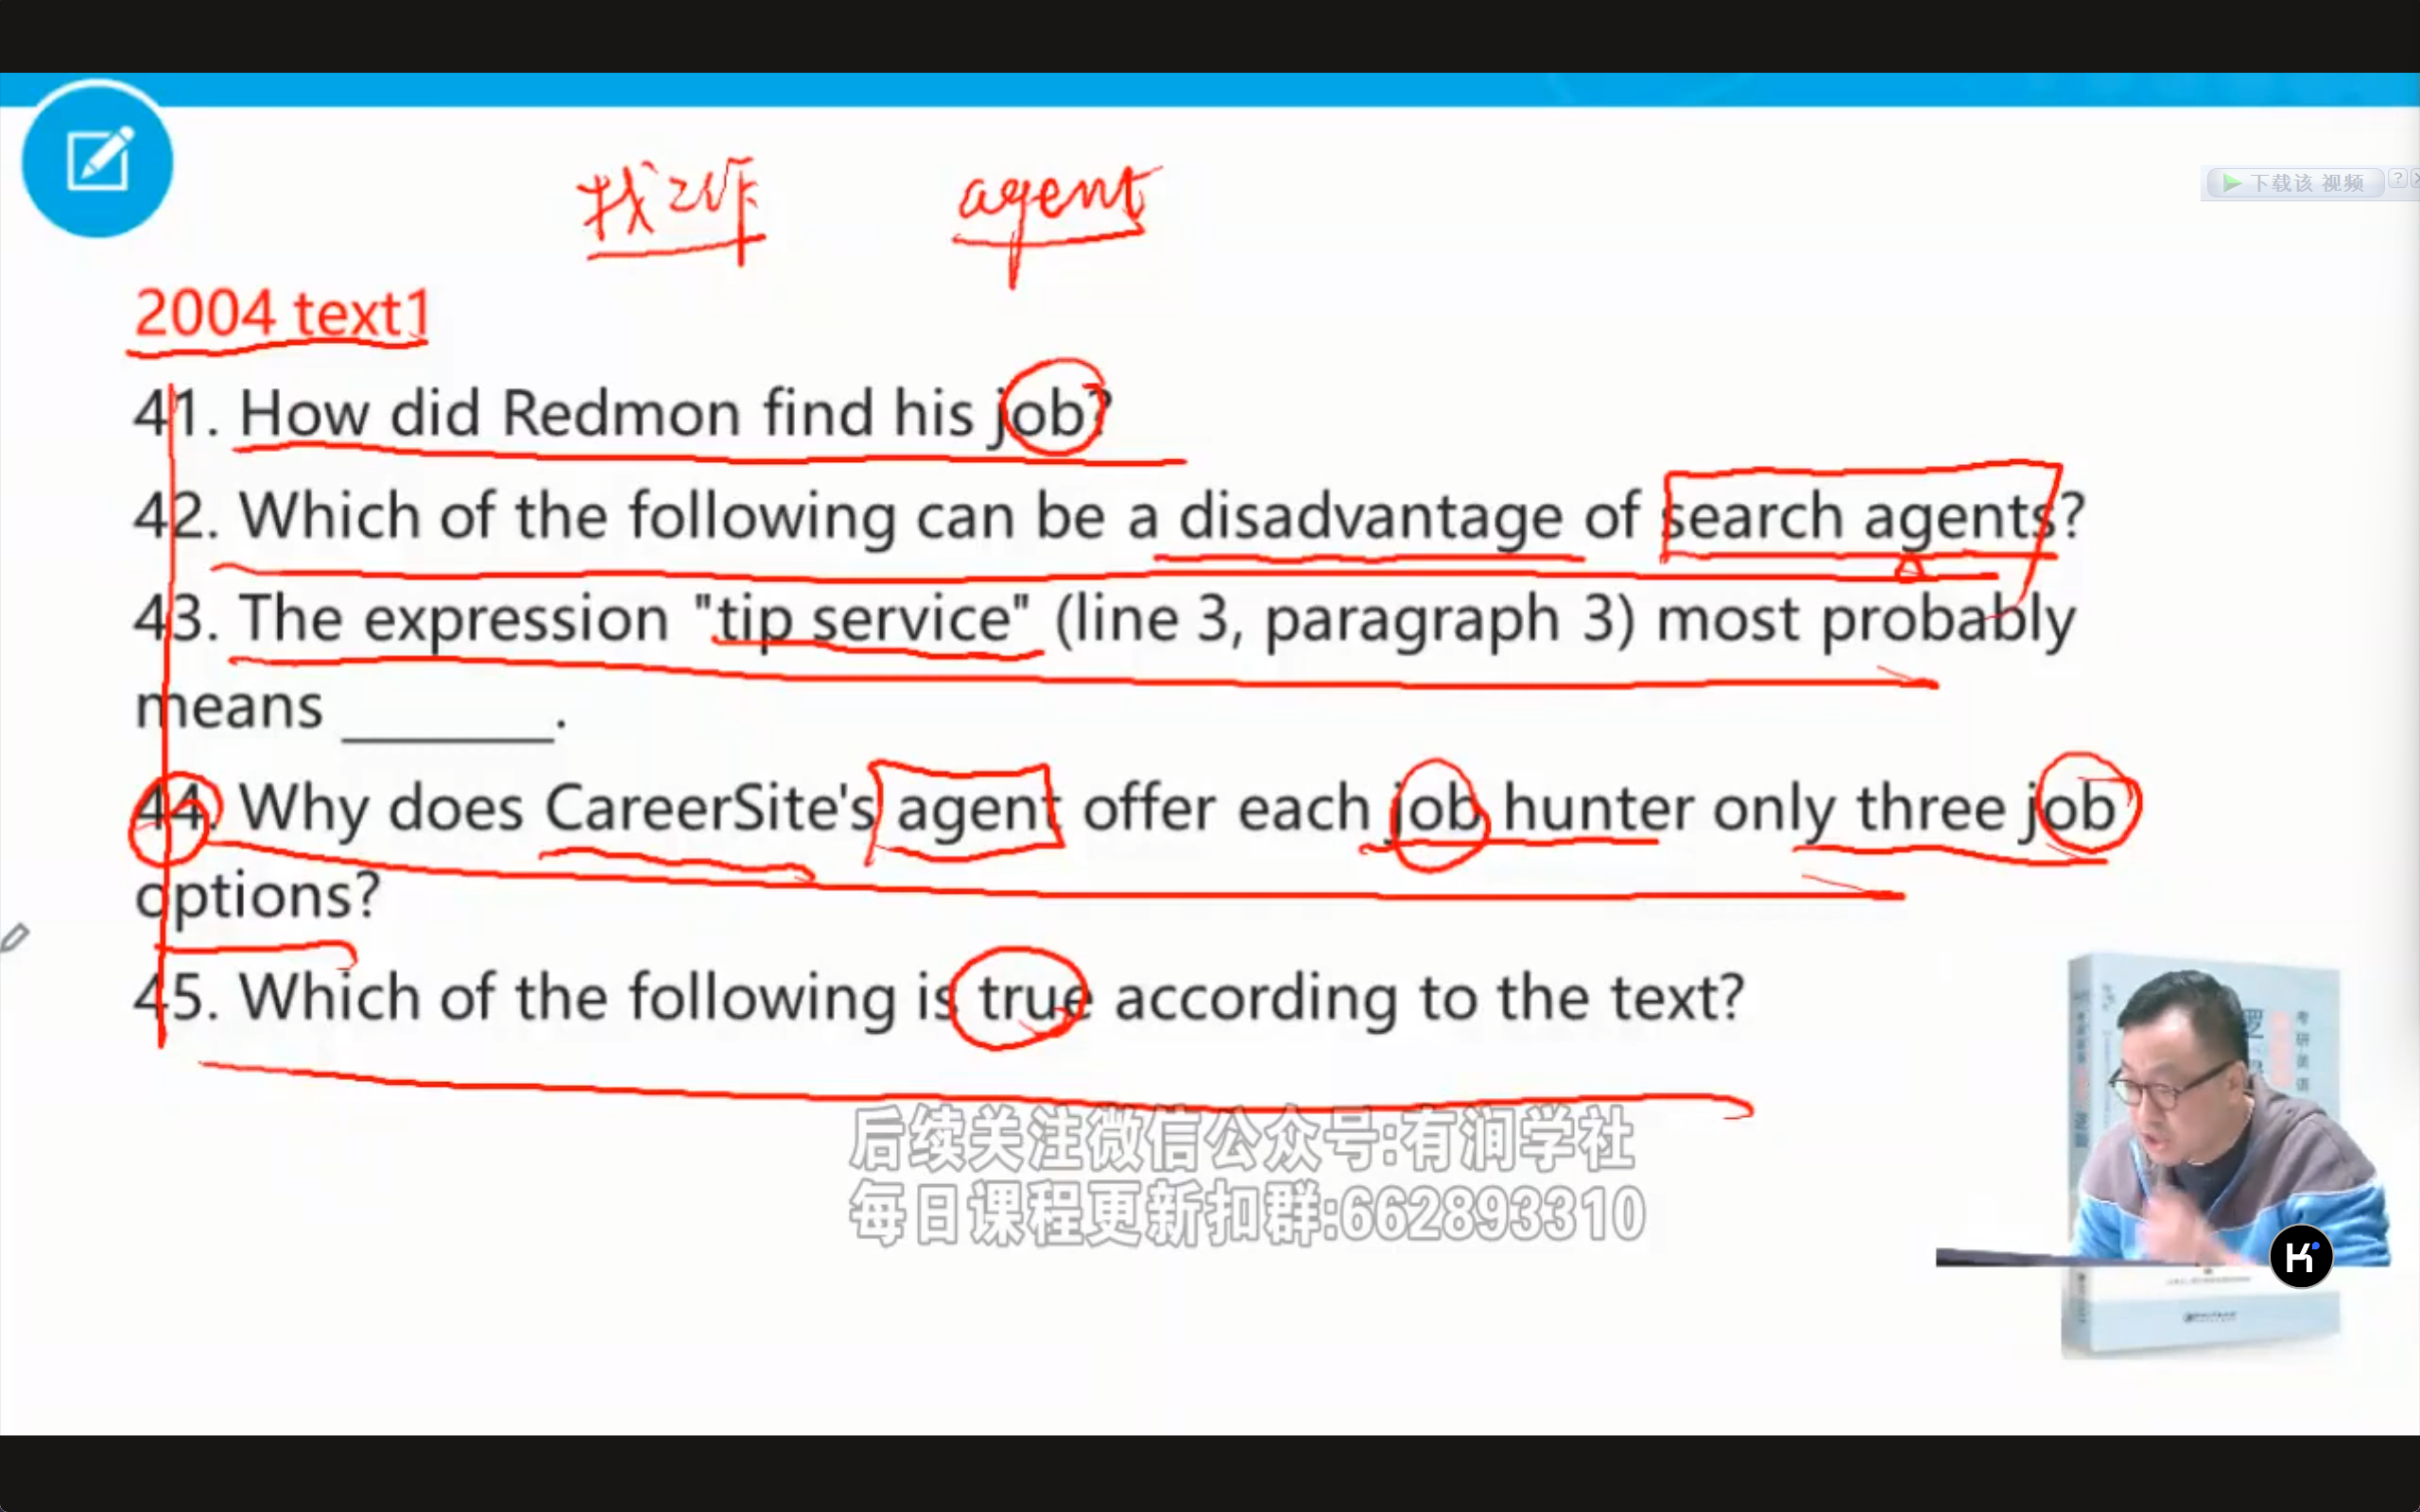 下载该 视频
找工作 agent
2004 text1
41. How did Redmon find his job?
42. Which of the following can be a disadvantage of search agents?
43. The expression "tip service" (line 3, paragraph 3) most probably
means ________.
44. Why does CareerSite's agent offer each job hunter only three job
options?
45. Which of the following is true according to the text?
后续关注微信公众号:有润学社
每日课程更新扣群:662893310
考研英语